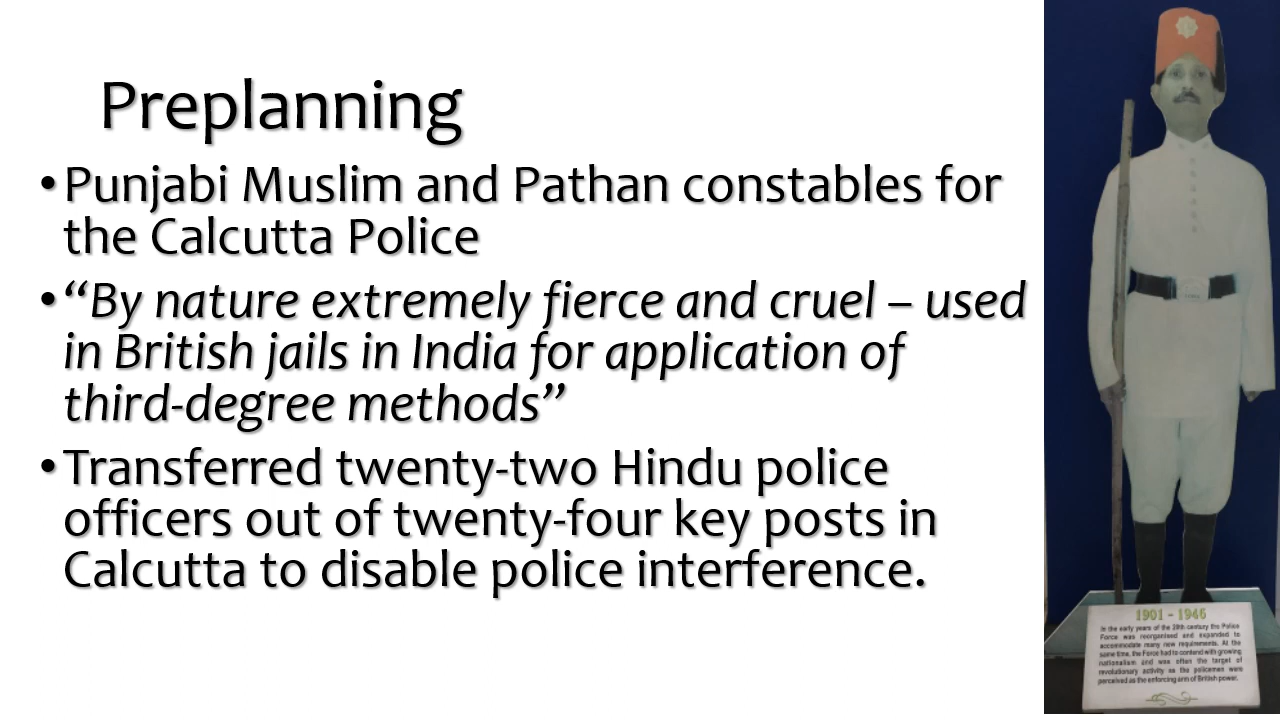 Preplanning
•Punjabi Muslim and Pathan constables for
the Calcutta Police
•“By nature extremely fierce and cruel – used
in British jails in India for application of
third-degree methods”
•Transferred twenty-two Hindu police
officers out of twenty-four key posts in
Calcutta to disable police interference.
1901 - 1946
In the early years of the 20th century the Police
Force was reorganised and expanded to
accommodate many new requirements. At the
same time, the Force had to contend with growing
nationalism and was often the target of
revolutionary activity as the policemen were
perceived as the enforcing arm of British power.